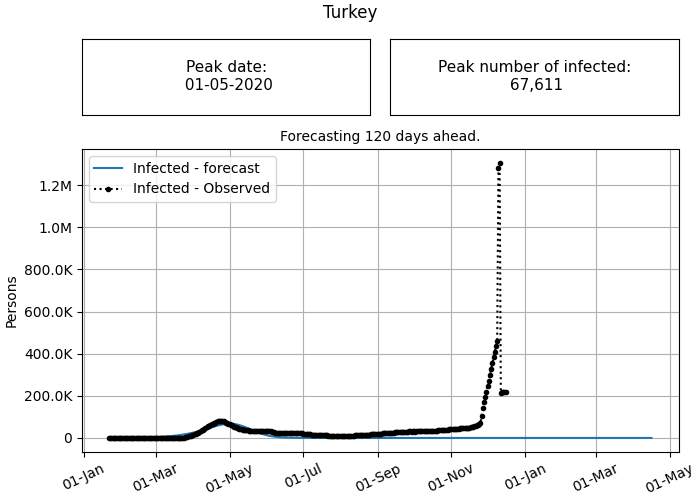 Turkey
Peak date:
01-05-2020
Peak number of infected:
67,611
Forecasting 120 days ahead.
Infected - forecast
Infected - Observed
1.2M
1.0M
800.0K
600.0K
400.0K
200.0K
0
Persons
01-Jan
01-Mar
01-May
01-Jul
01-Sep
01-Nov
01-Jan
01-Mar
01-May